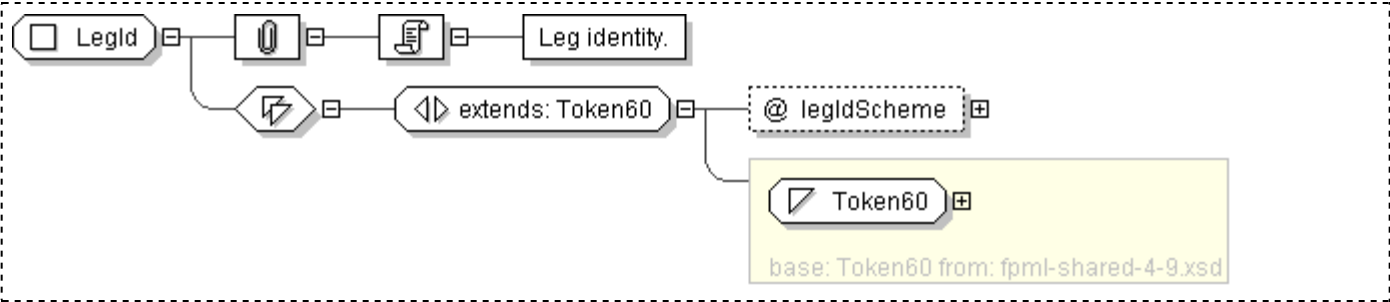 LegId
Leg identity.
extends: Token60
@ legIdScheme
Token60
base: Token60 from: fpml-shared-4-9.xsd